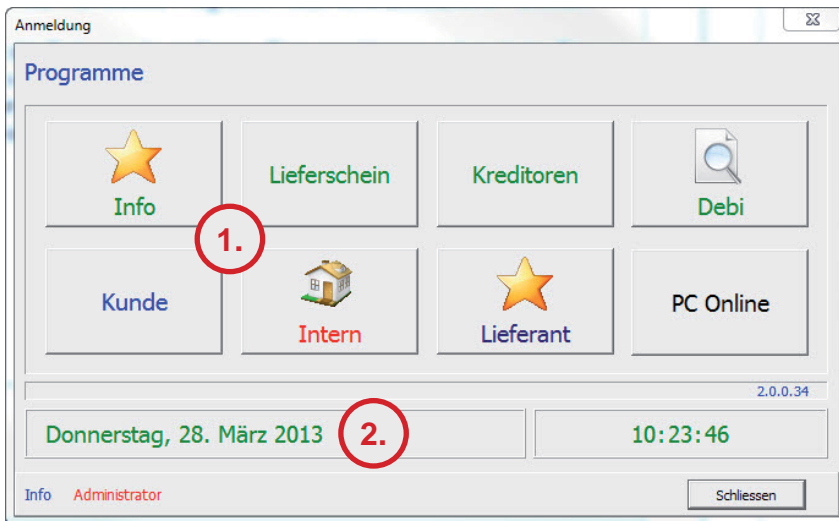 Anmeldung
Programme
Info
Lieferschein
Kreditoren
Debi
1.
Kunde
Intern
Lieferant
PC Online
2.0.0.34
Donnerstag, 28. März 2013
2.
10:23:46
Info Administrator
Schliessen